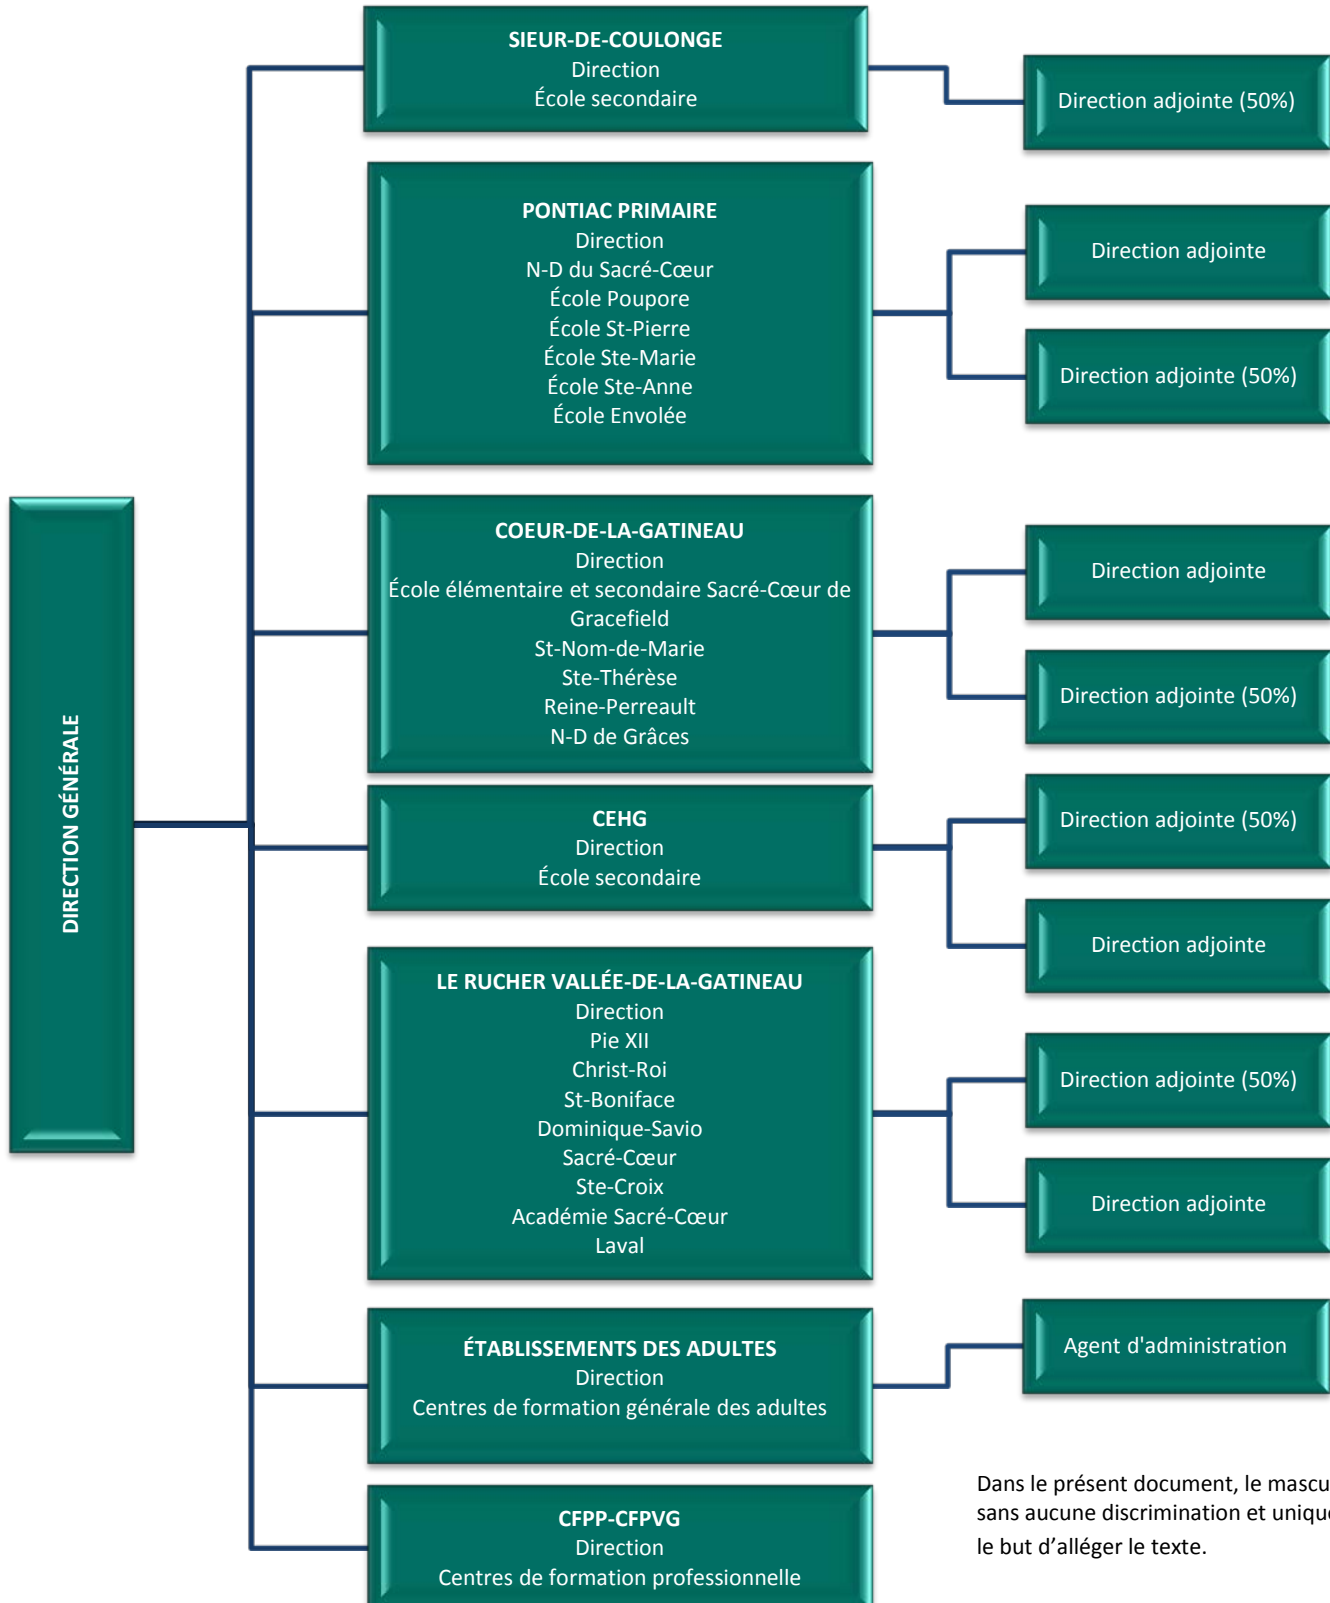 DIRECTION GÉNÉRALE
SIEUR-DE-COULONGE
Direction
École secondaire
Direction adjointe (50%)
PONTIAC PRIMAIRE
Direction
N-D du Sacré-Cœur
École Poupore
École St-Pierre
École Ste-Marie
École Ste-Anne
École Envolée
Direction adjointe
Direction adjointe (50%)
COEUR-DE-LA-GATINEAU
Direction
École élémentaire et secondaire Sacré-Cœur de
Gracefield
St-Nom-de-Marie
Ste-Thérèse
Reine-Perreault
N-D de Grâces
Direction adjointe
Direction adjointe (50%)
CEHG
Direction
École secondaire
Direction adjointe (50%)
Direction adjointe
LE RUCHER VALLÉE-DE-LA-GATINEAU
Direction
Pie XII
Christ-Roi
St-Boniface
Dominique-Savio
Sacré-Cœur
Ste-Croix
Académie Sacré-Cœur
Laval
Direction adjointe (50%)
Direction adjointe
ÉTABLISSEMENTS DES ADULTES
Direction
Centres de formation générale des adultes
Agent d'administration
CFPP-CFPVG
Direction
Centres de formation professionnelle
Dans le présent document, le mascu
sans aucune discrimination et unique
le but d'alléger le texte.